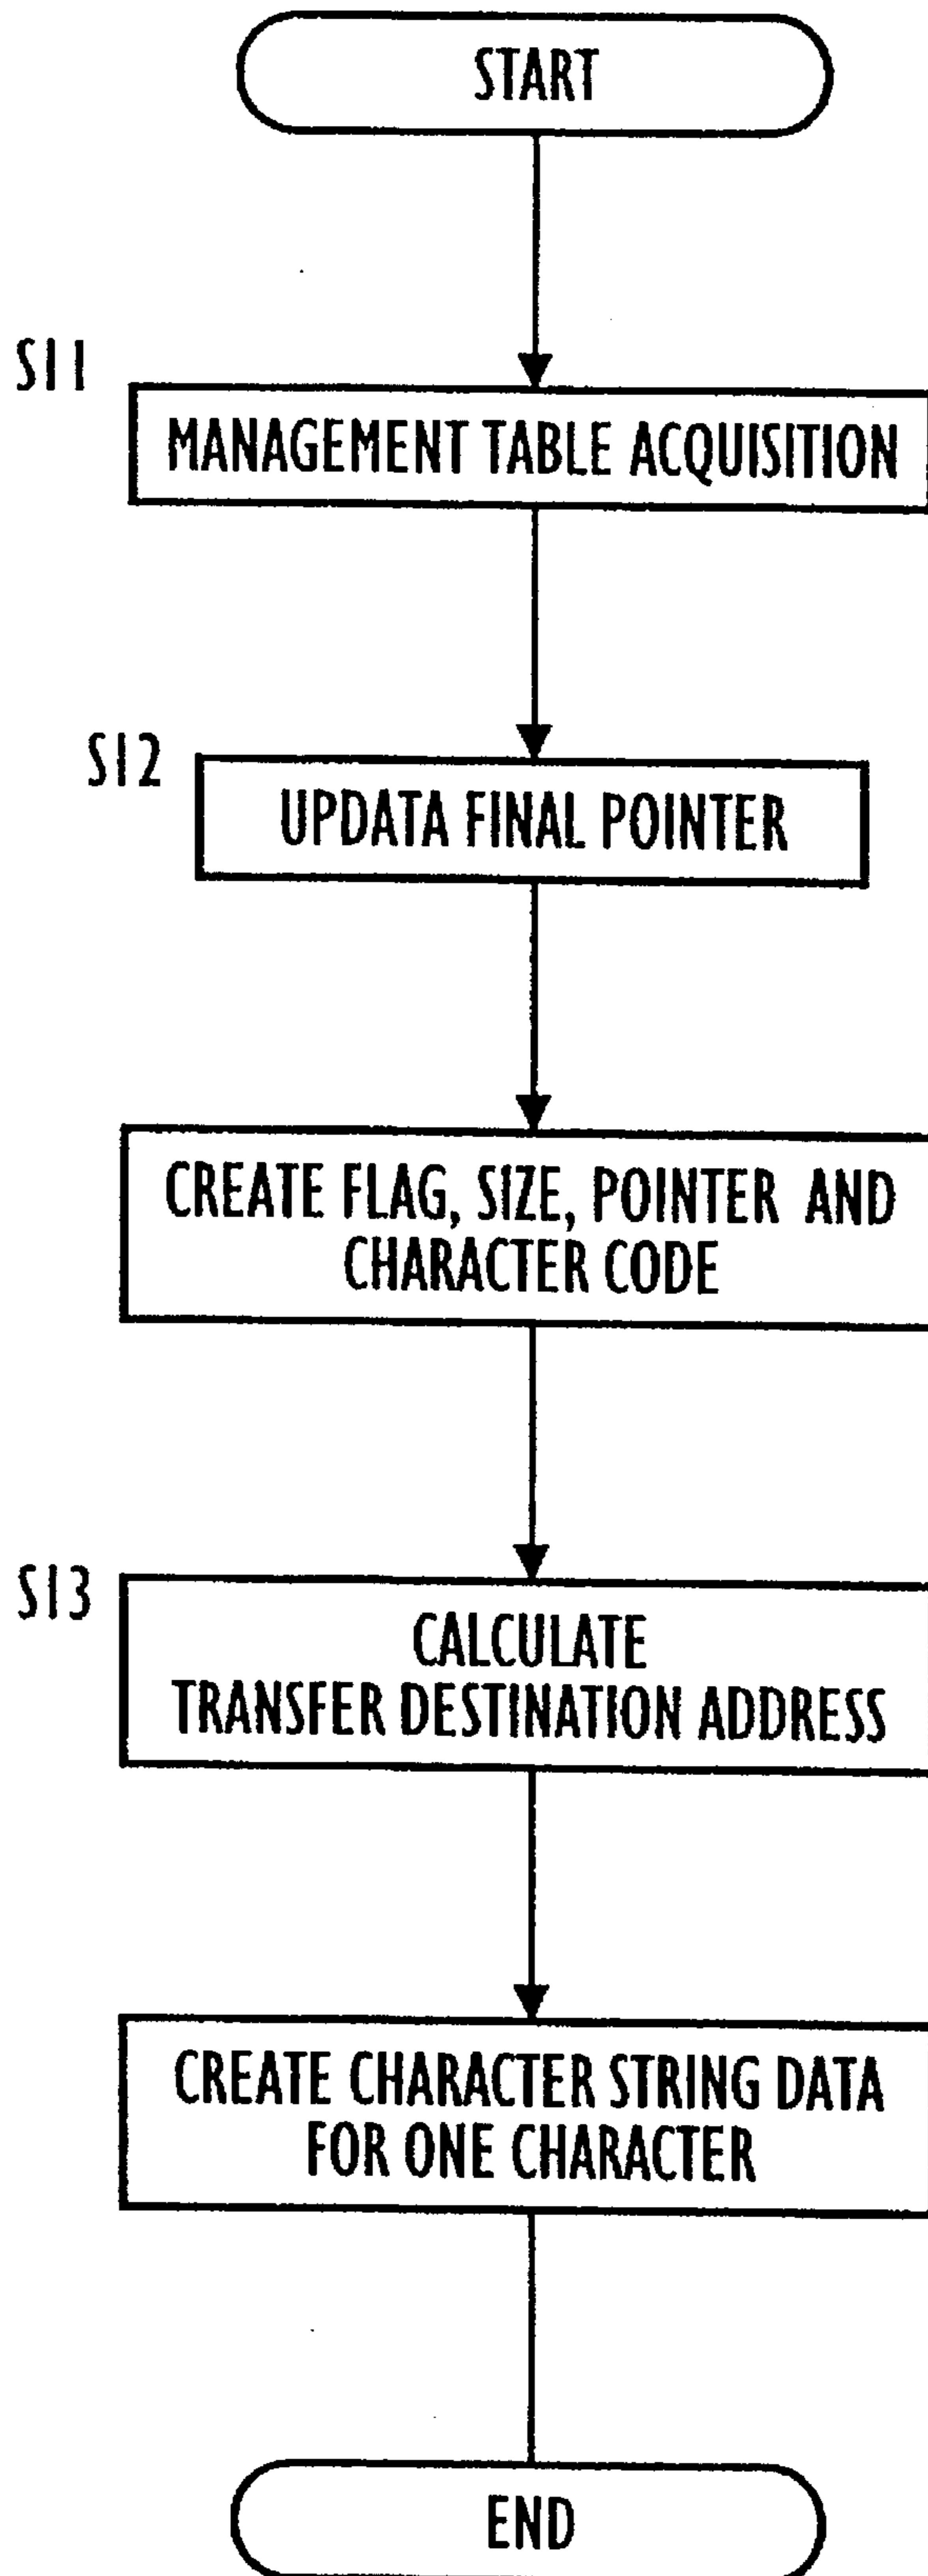 START
S11
MANAGEMENT TABLE ACQUISITION
S12
UPDATA FINAL POINTER
CREATE FLAG, SIZE, POINTER AND
CHARACTER CODE
S13
CALCULATE
TRANSFER DESTINATION ADDRESS
CREATE CHARACTER STRING DATA
FOR ONE CHARACTER
END